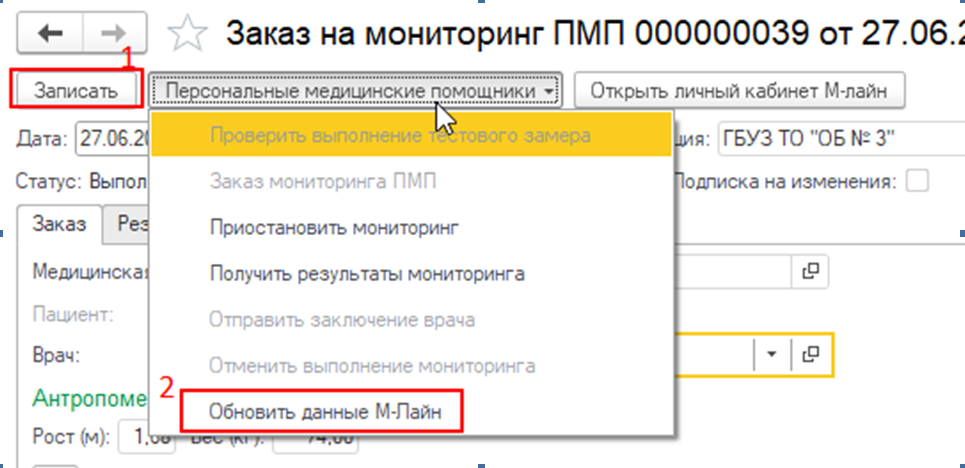 Заказ на мониторинг ПМП 000000039 от 27.06.2
1
Записать Персональные медицинские помощники Открыть личный кабинет М-лайн
Дата: 27.06.20 ция: ГБУЗ ТО "ОБ № 3"
Проверить выполнение тестового замера
Статус: Выпол Подписка на изменения:
Заказ мониторинга ПМП
Заказ Рез
Приостановить мониторинг
Медицинская
Получить результаты мониторинга
Пациент:
Отправить заключение врача
Врач:
Отменить выполнение мониторинга
2
Антропоме
Обновить данные М-Лайн
Рост (м): 1,68 Вес (кг): 74,00